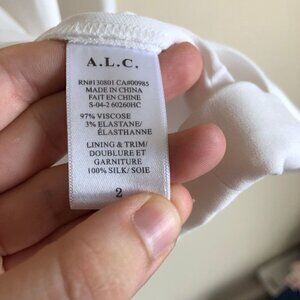 A.L.C.
RN#130801 CA#00985
MADE IN CHINA
FAIT EN CHINE
S-04-2 60260HC
97% VISCOSE
3% ELASTANE/
ÉLASTHANNE
LINING & TRIM/
DOUBLURE ET
GARNITURE
100% SILK/ SOIE
2